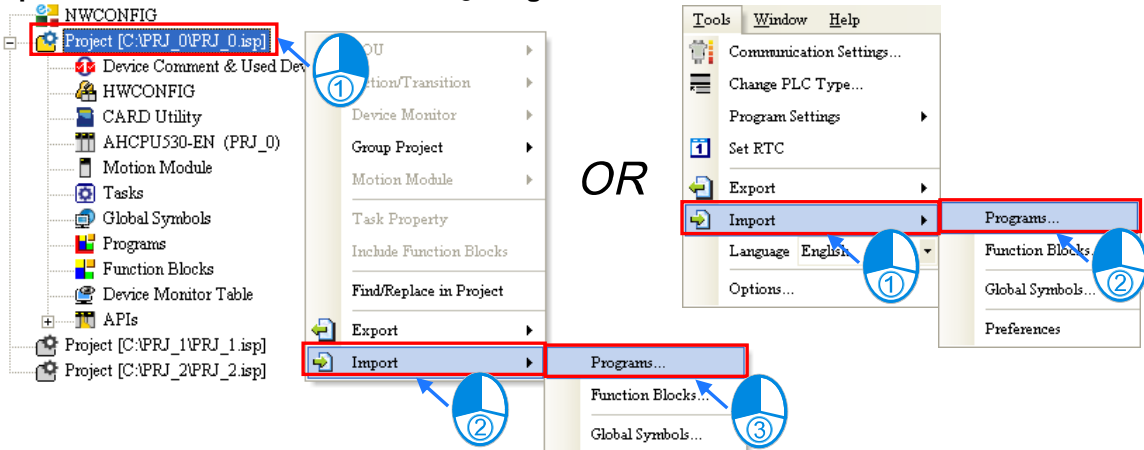 NWCONFIG
Project [C:\PRJ_0\PRJ_0.isp]
Device Comment & Used Dev
HWCONFIG
CARD Utility
AHCPU530-EN (PRJ_0)
Motion Module
Tasks
Global Symbols
Programs
Function Blocks
Device Monitor Table
APIs
Project [C:\PRJ_1\PRJ_1.isp]
Project [C:\PRJ_2\PRJ_2.isp]
1
Device Monitor
Group Project
Motion Module
Task Property
Include Function Blocks
Find/Replace in Project
Export
Import
2
Programs...
Function Blocks...
Global Symbols...
3
OR
Tools Window Help
Communication Settings...
Change PLC Type...
Program Settings
1 Set RTC
Export
Import
Language English
Options...
1
Programs...
Function Blocks
Global Symbols...
Preferences
2